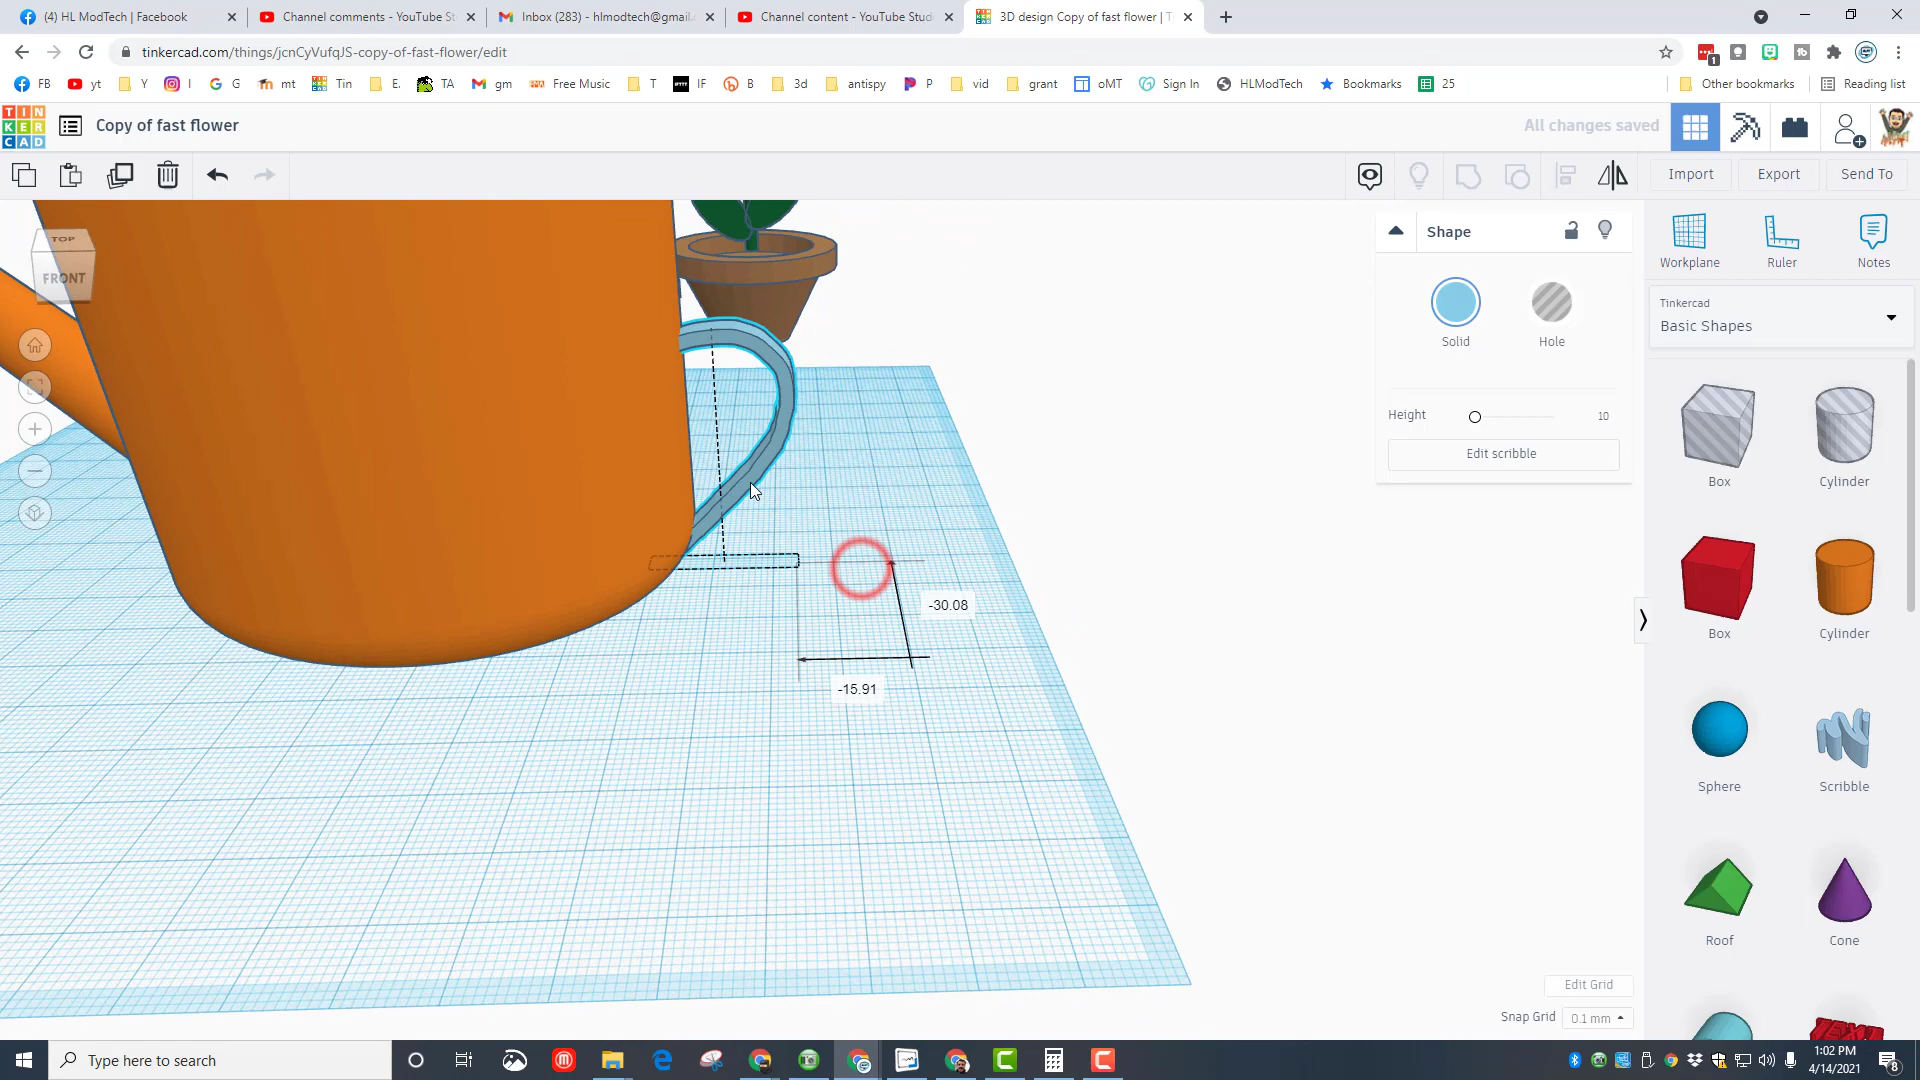 (4) HL ModTech | Facebook
Channel comments - YouTube St
Inbox (283) - hlmodtech@gmail.
Channel content - YouTube Stud
3D design Copy of fast flower | T
tinkercad.com/things/jcnCyVufqJS-copy-of-fast-flower/edit
FB
yt
Y
I
G
mt
Tin
E.
TA
gm
Free Music
T
IF
B
3d
antispy
P
vid
grant
oMT
Sign In
HLModTech
Bookmarks
25
Other bookmarks
Reading list
TIN
KER
CAD
Copy of fast flower
All changes saved
Import
Export
Send To
TOP
FRONT
Shape
Solid
Hole
Height
10
Edit scribble
Workplane
Ruler
Notes
Tinkercad
Basic Shapes
Box
Cylinder
Box
Cylinder
Sphere
Scribble
Roof
Cone
TEXT
-30.08
-15.91
Edit Grid
Snap Grid
0.1 mm
Type here to search
1:02 PM
4/14/2021
8